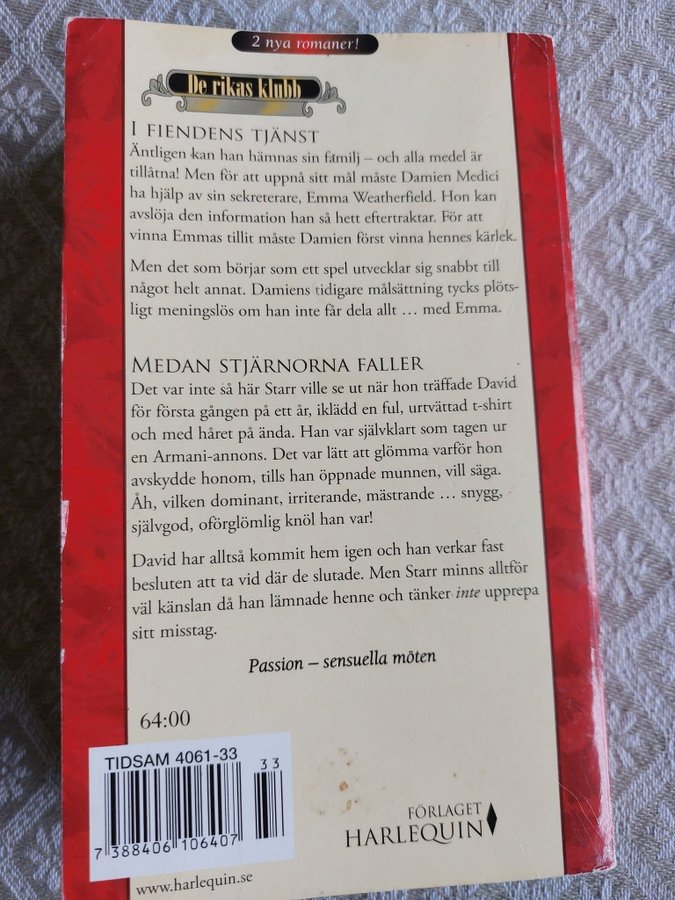 2 nya romaner!
De rikas klubb
I FIENDENS TJÄNST
Äntligen kan han hämnas sin familj – och alla medel är
tillåtna! Men för att uppnå sitt mål måste Damien Medici
ha hjälp av sin sekreterare, Emma Weatherfield. Hon kan
avslöja den information han så hett eftertraktar. För att
vinna Emmas tillit måste Damien först vinna hennes kärlek.
Men det som börjar som ett spel utvecklar sig snabbt till
något helt annat. Damiens tidigare målsättning tycks plöts-
ligt meningslös om han inte får dela allt … med Emma.
MEDAN STJÄRNORNA FALLER
Det var inte så här Starr ville se ut när hon träffade David
för första gången på ett år, iklädd en ful, urtvättad t-shirt
och med håret på ända. Han var självklart som tagen ur
en Armani-annons. Det var lätt att glömma varför hon
avskydde honom, tills han öppnade munnen, vill säga.
Åh, vilken dominant, irriterande, mästrande … snygg,
självgod, oförglömlig knöl han var!
David har alltså kommit hem igen och han verkar fast
besluten att ta vid där de slutade. Men Starr minns alltför
väl känslan då han lämnade henne och tänker inte upprepa
sitt misstag.
Passion – sensuella möten
64:00
TIDSAM 4061-33
33
7 388406 106407
FÖRLAGET
HARLEQUIN
www.harlequin.se